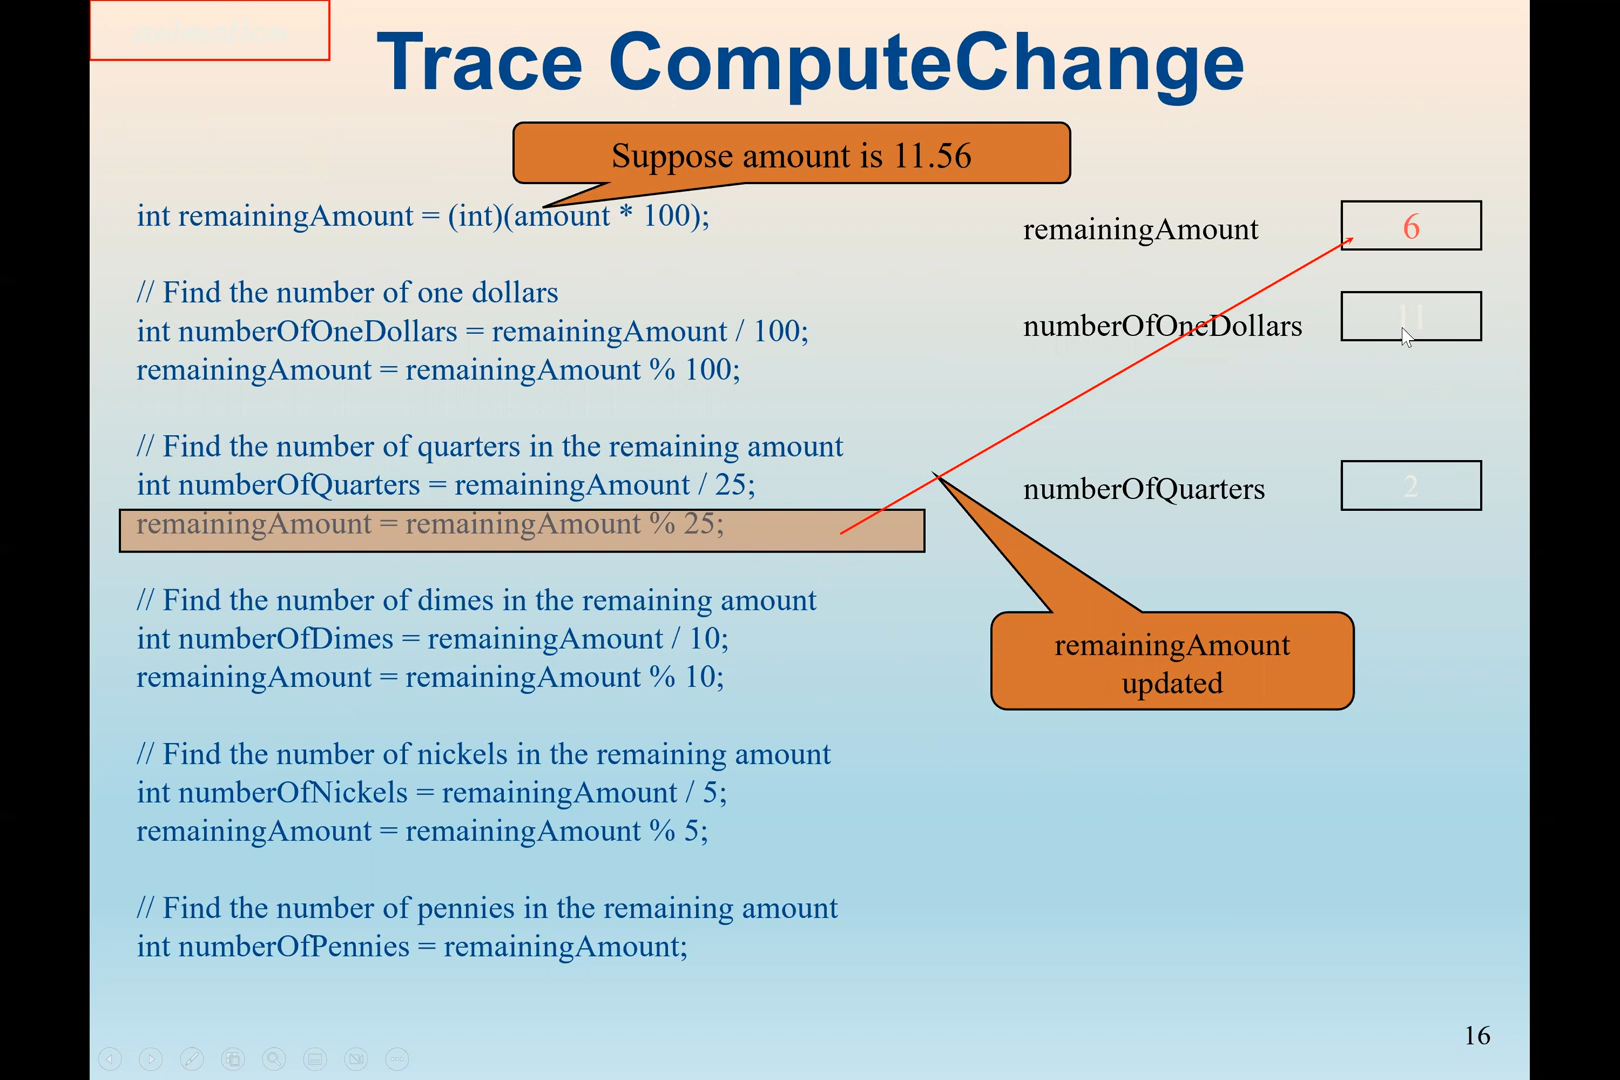 Trace ComputeChange
Suppose amount is 11.56
int remainingAmount = (int)(amount * 100);
// Find the number of one dollars
int numberOfOneDollars = remainingAmount / 100;
remainingAmount = remainingAmount % 100;
// Find the number of quarters in the remaining amount
int numberOfQuarters = remainingAmount / 25;
remainingAmount = remainingAmount % 25;
// Find the number of dimes in the remaining amount
int numberOfDimes = remainingAmount / 10;
remainingAmount = remainingAmount % 10;
// Find the number of nickels in the remaining amount
int numberOfNickels = remainingAmount / 5;
remainingAmount = remainingAmount % 5;
// Find the number of pennies in the remaining amount
int numberOfPennies = remainingAmount;
remainingAmount 6
numberOfOneDollars 11
numberOfQuarters 2
remainingAmount
updated
16